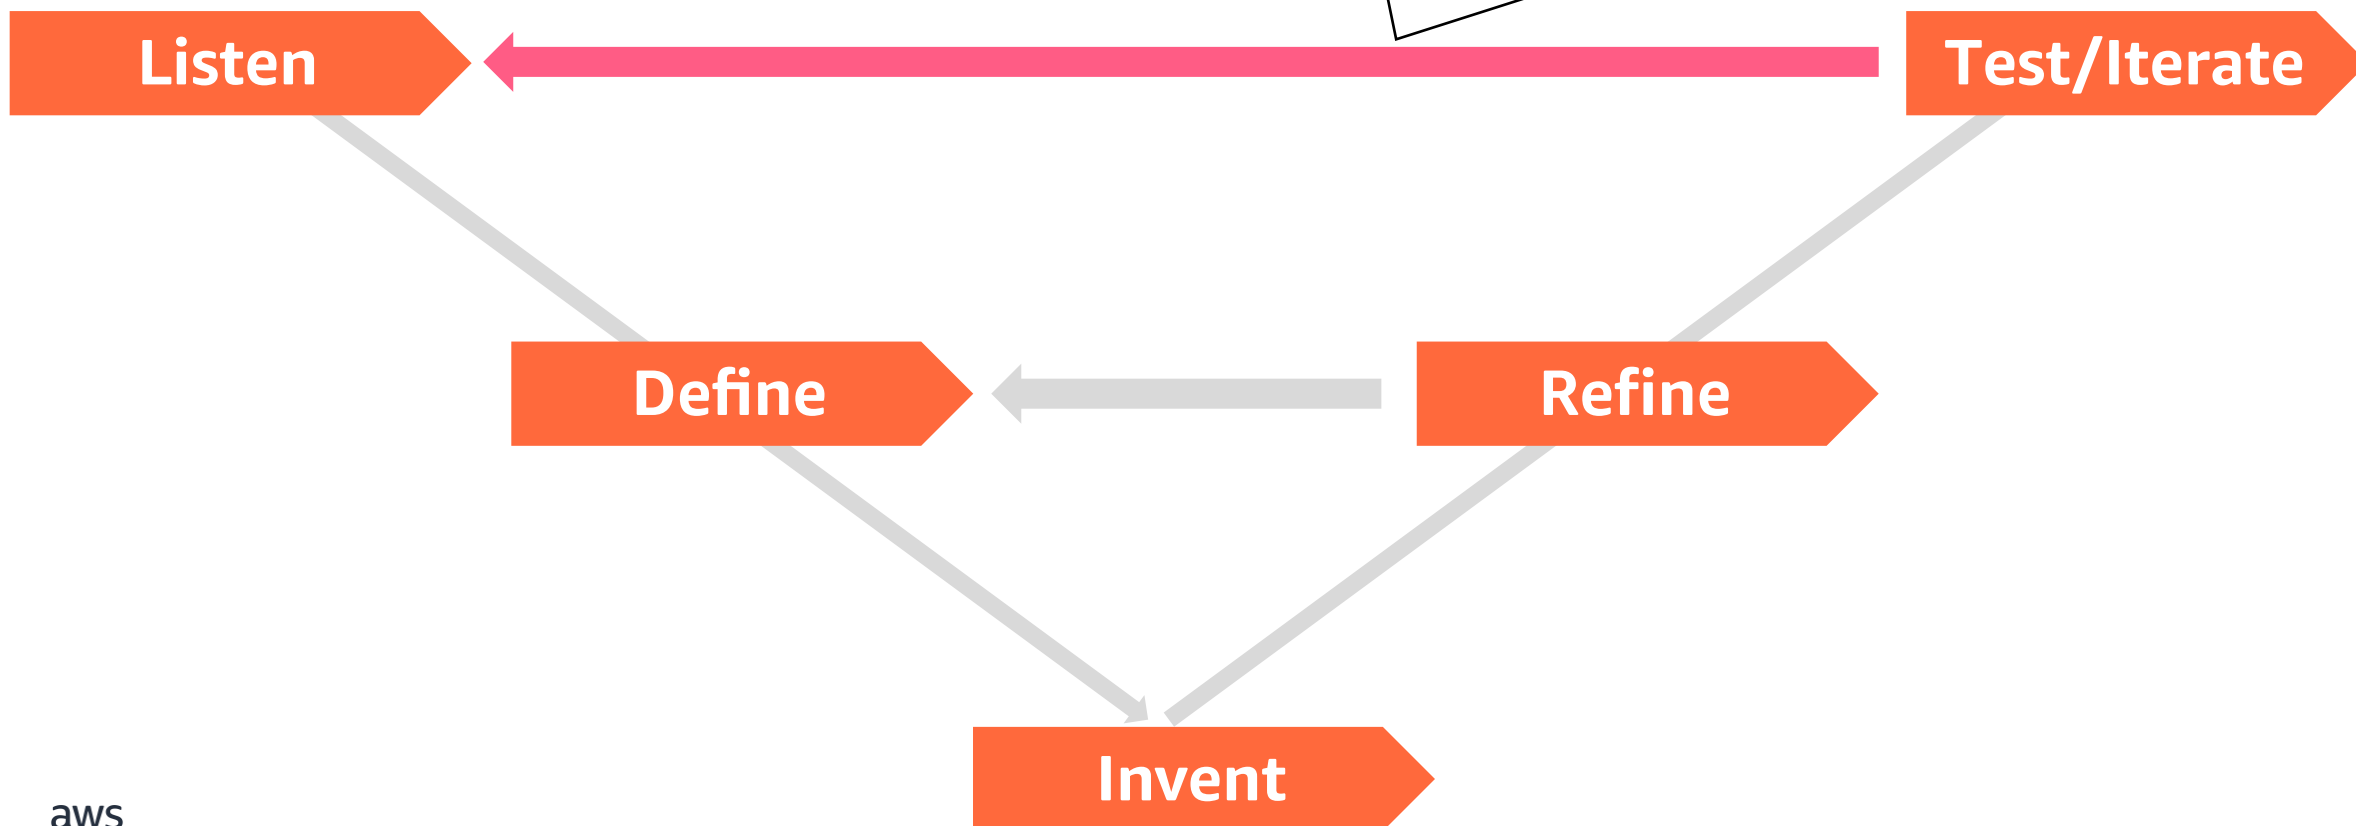 Listen
Test/Iterate
Define
Refine
Invent
aws